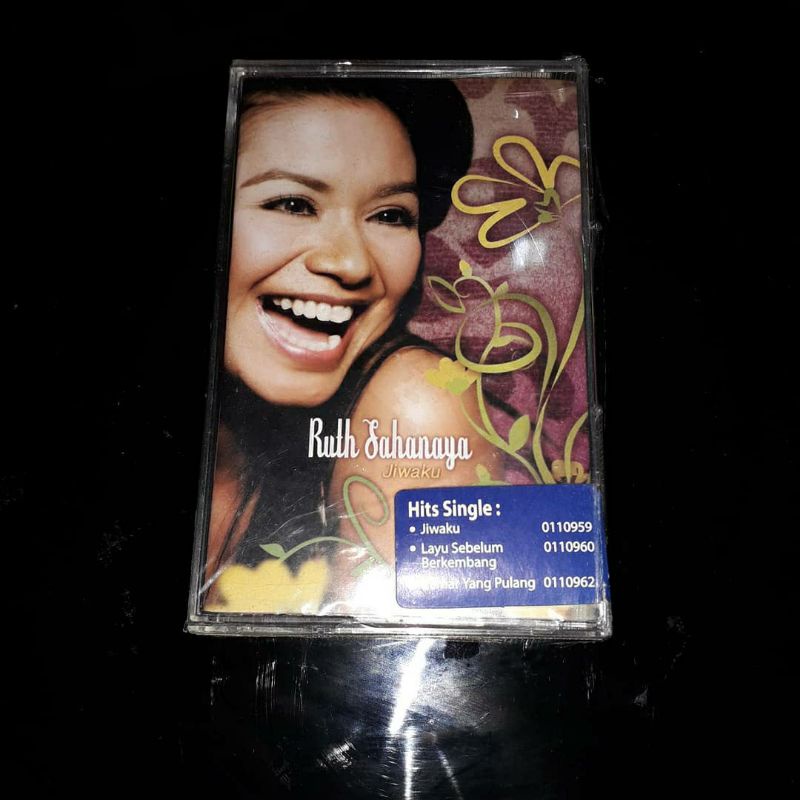 Ruth Sahanaya
Jiwaku
Hits Single :
• Jiwaku 0110959
• Layu Sebelum 0110960
Berkembang
Yang Pulang 0110962